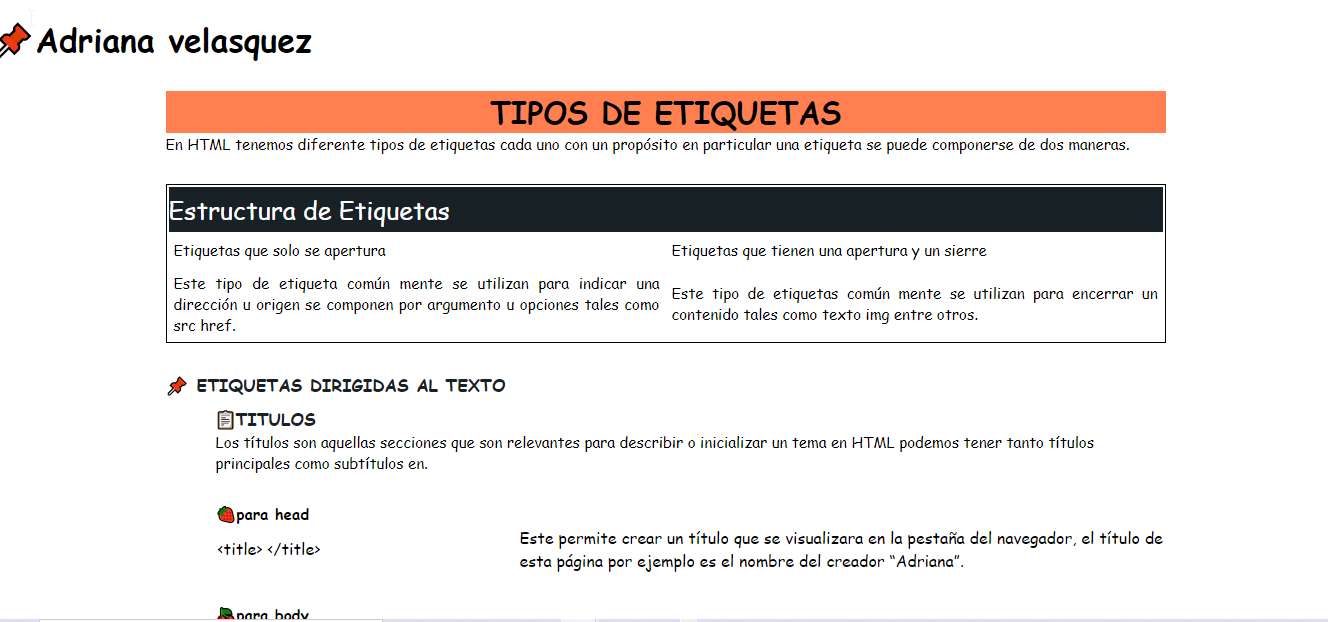 Adriana velasquez
TIPOS DE ETIQUETAS
En HTML tenemos diferente tipos de etiquetas cada uno con un propósito en particular una etiqueta se puede componerse de dos maneras.
Estructura de Etiquetas
Etiquetas que solo se apertura
Este tipo de etiqueta común mente se utilizan para indicar una
dirección u origen se componen por argumento u opciones tales como
src href.
Etiquetas que tienen una apertura y un sierre
Este tipo de etiquetas común mente se utilizan para encerrar un
contenido tales como texto img entre otros.
ETIQUETAS DIRIGIDAS AL TEXTO
TITULOS
Los títulos son aquellas secciones que son relevantes para describir o inicializar un tema en HTML podemos tener tanto títulos
principales como subtítulos en.
para head
<title> </title>
Este permite crear un título que se visualizara en la pestaña del navegador, el título de
esta página por ejemplo es el nombre del creador “Adriana”.
para body